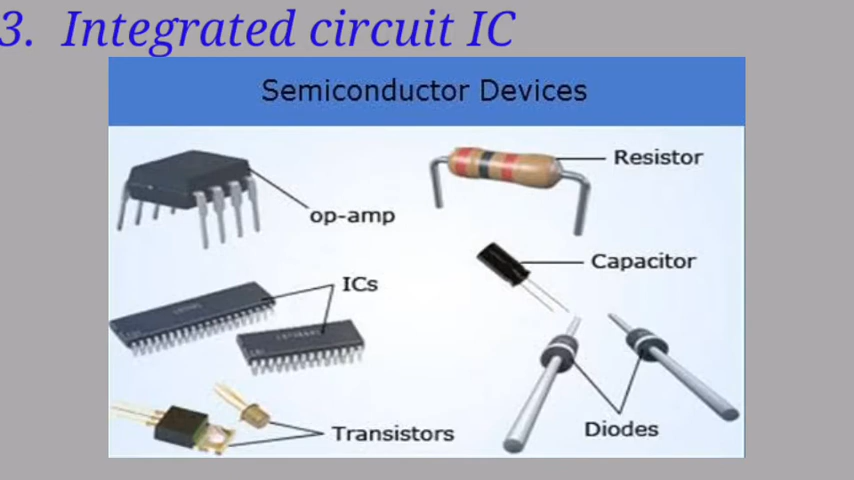 3. Integrated circuit IC
Semiconductor Devices
Resistor
op-amp
Capacitor
ICs
Transistors
Diodes